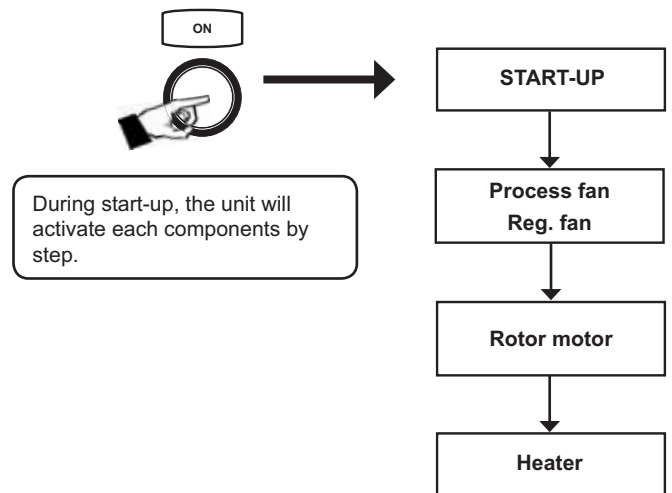 ON
START-UP
During start-up, the unit will
activate each components by
step.
Process fan
Reg. fan
Rotor motor
Heater